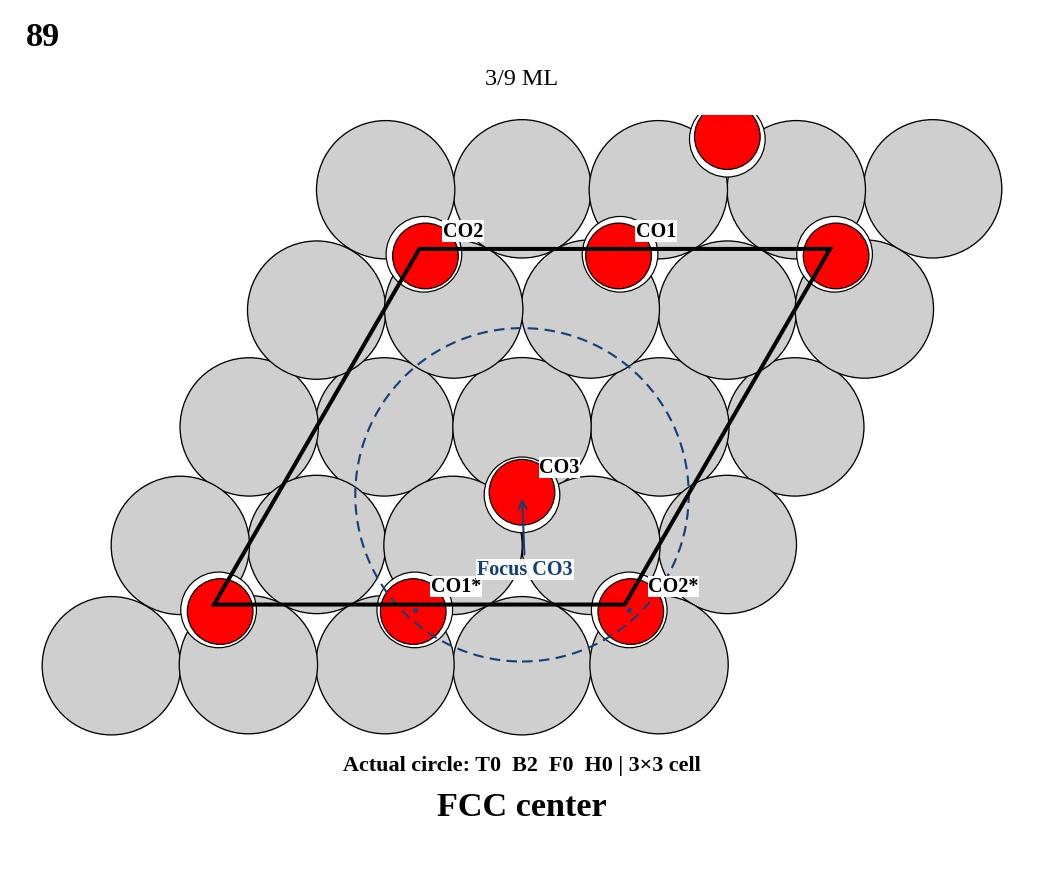 89
3/9 ML
CO2
CO1
CO3
Focus CO3
CO1*
CO2*
Actual circle: T0 B2 F0 H0 | 3×3 cell
FCC center